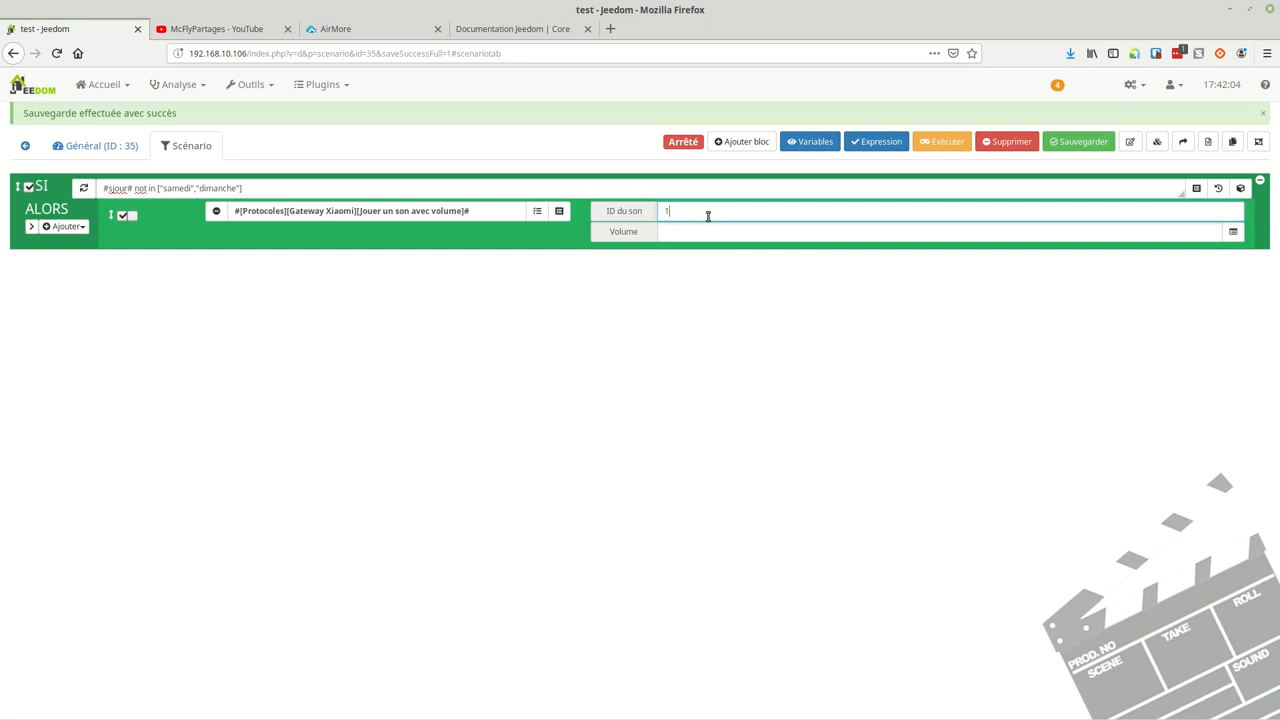 test - Jeedom - Mozilla Firefox
test - Jeedom
McFlyPartages - YouTube
AirMore
Documentation Jeedom | Core
192.168.10.106/index.php?v=d&p=scenario&id=35&saveSuccessFull=1#scenariotab
1
JEEDOM
Accueil
Analyse
Outils
Plugins
4
17:42:04
Sauvegarde effectuée avec succès
×
Général (ID : 35)
Scénario
Arrêté
Ajouter bloc
Variables
Expression
Exécuter
Supprimer
Sauvegarder
SI
#sjour# not in ["samedi","dimanche"]
ALORS
Ajouter
#[Protocoles][Gateway Xiaomi][Jouer un son avec volume]#
ID du son
1
Volume
PROD. NO
SCENE
TAKE
ROLL
SOUND